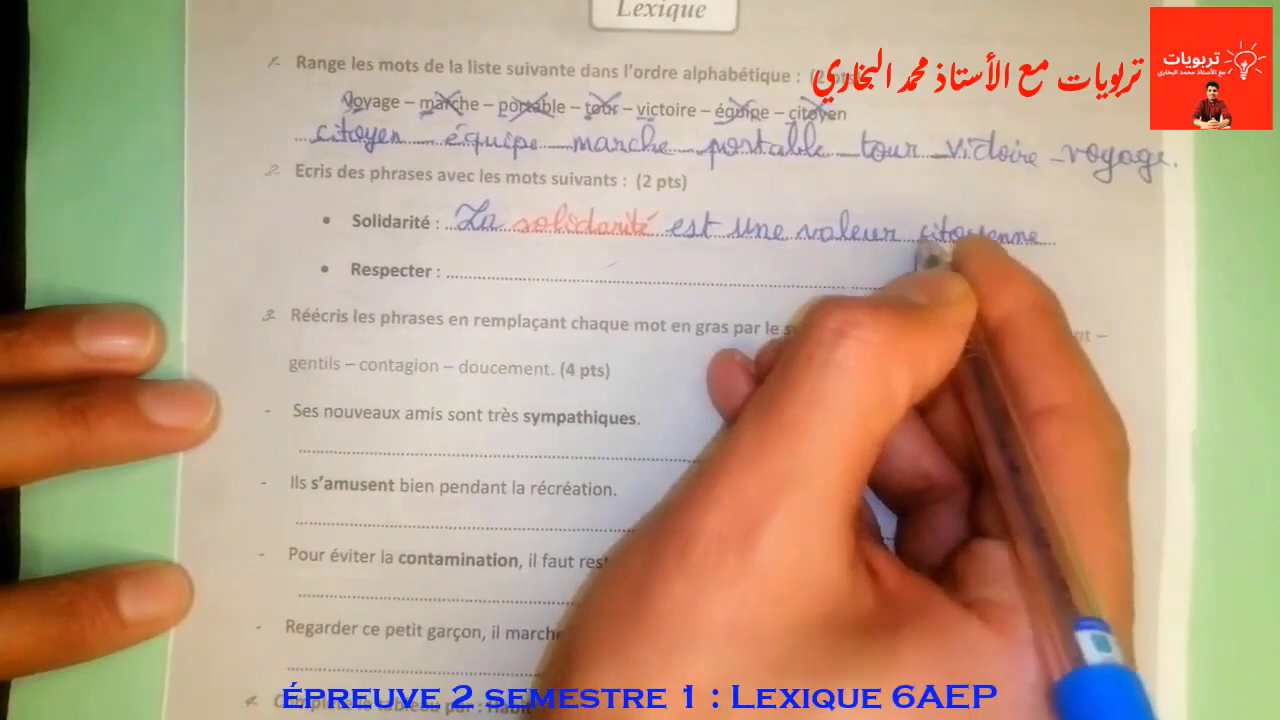 Lexique
تربويات مع الأستاذ محمد البخاري
تربويات
مع الأستاذ محمد البخاري
1- Range les mots de la liste suivante dans l'ordre alphabétique :
Voyage – marche – portable – tour – victoire – équipe – citoyen
citoyen - équipe - marche - portable - tour - victoire - voyage.
2. Ecris des phrases avec les mots suivants : (2 pts)
• Solidarité : La solidarité est une valeur citoyenne
• Respecter :
3. Réécris les phrases en remplaçant chaque mot en gras par le
gentils – contagion – doucement. (4 pts)
- Ses nouveaux amis sont très sympathiques.
- Ils s'amusent bien pendant la récréation.
- Pour éviter la contamination, il faut
- Regarder ce petit garçon, il marche
épreuve 2 semestre 1 : Lexique 6AEP